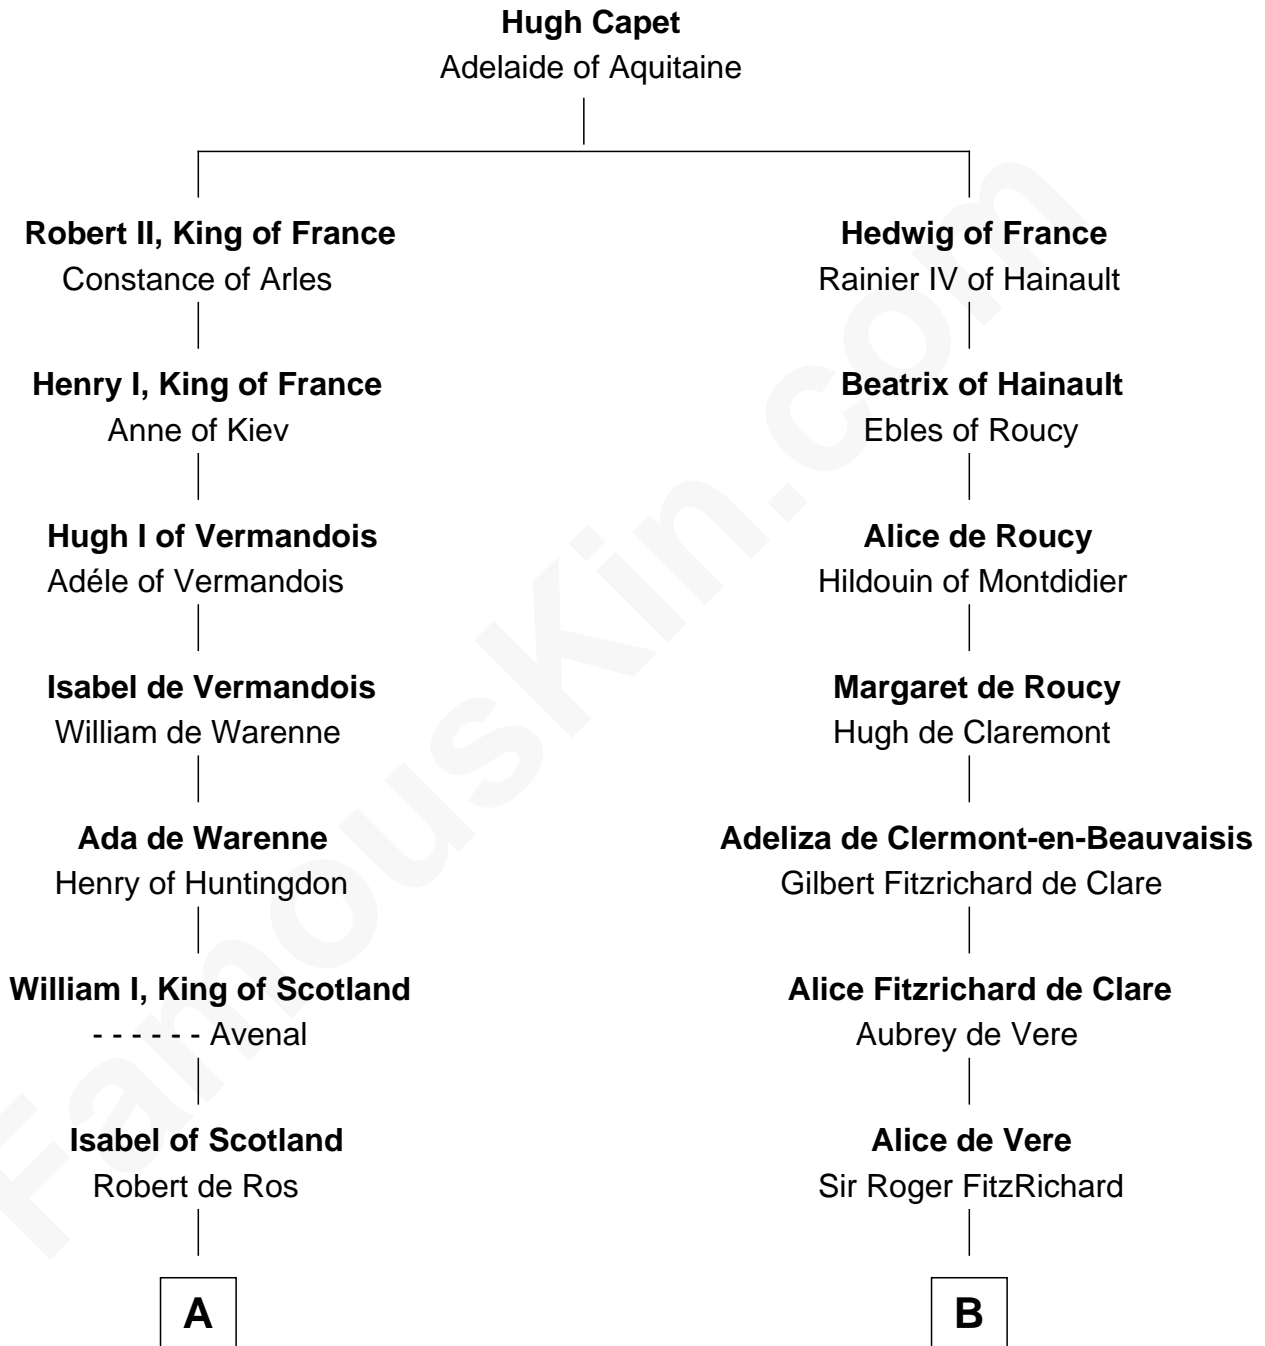 Hugh Capet
Adelaide of Aquitaine
Robert II, King of France
Constance of Arles
Hedwig of France
Rainier IV of Hainault
Henry I, King of France
Anne of Kiev
Beatrix of Hainault
Ebles of Roucy
Hugh I of Vermandois
Adéle of Vermandois
Alice de Roucy
Hildouin of Montdidier
Isabel de Vermandois
William de Warenne
Margaret de Roucy
Hugh de Claremont
Ada de Warenne
Henry of Huntingdon
Adeliza de Clermont-en-Beauvaisis
Gilbert Fitzrichard de Clare
William I, King of Scotland
- - - - - - Avenal
Alice Fitzrichard de Clare
Aubrey de Vere
Isabel of Scotland
Robert de Ros
Alice de Vere
Sir Roger FitzRichard
A
B
FamousKin.com